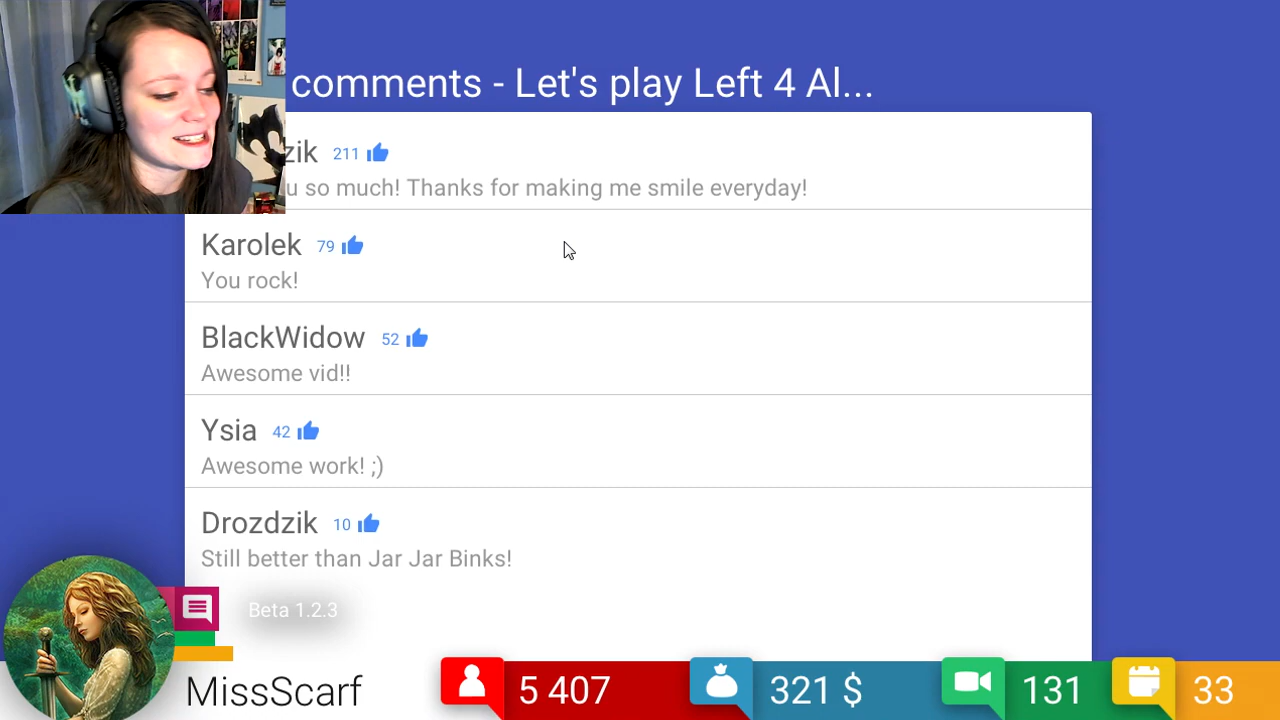 comments - Let's play Left 4 Al...
zik 211
u so much! Thanks for making me smile everyday!
Karolek 79
You rock!
BlackWidow 52
Awesome vid!!
Ysia 42
Awesome work! ;)
Drozdzik 10
Still better than Jar Jar Binks!
Beta 1.2.3
MissScarf 5 407 321 $ 131 33